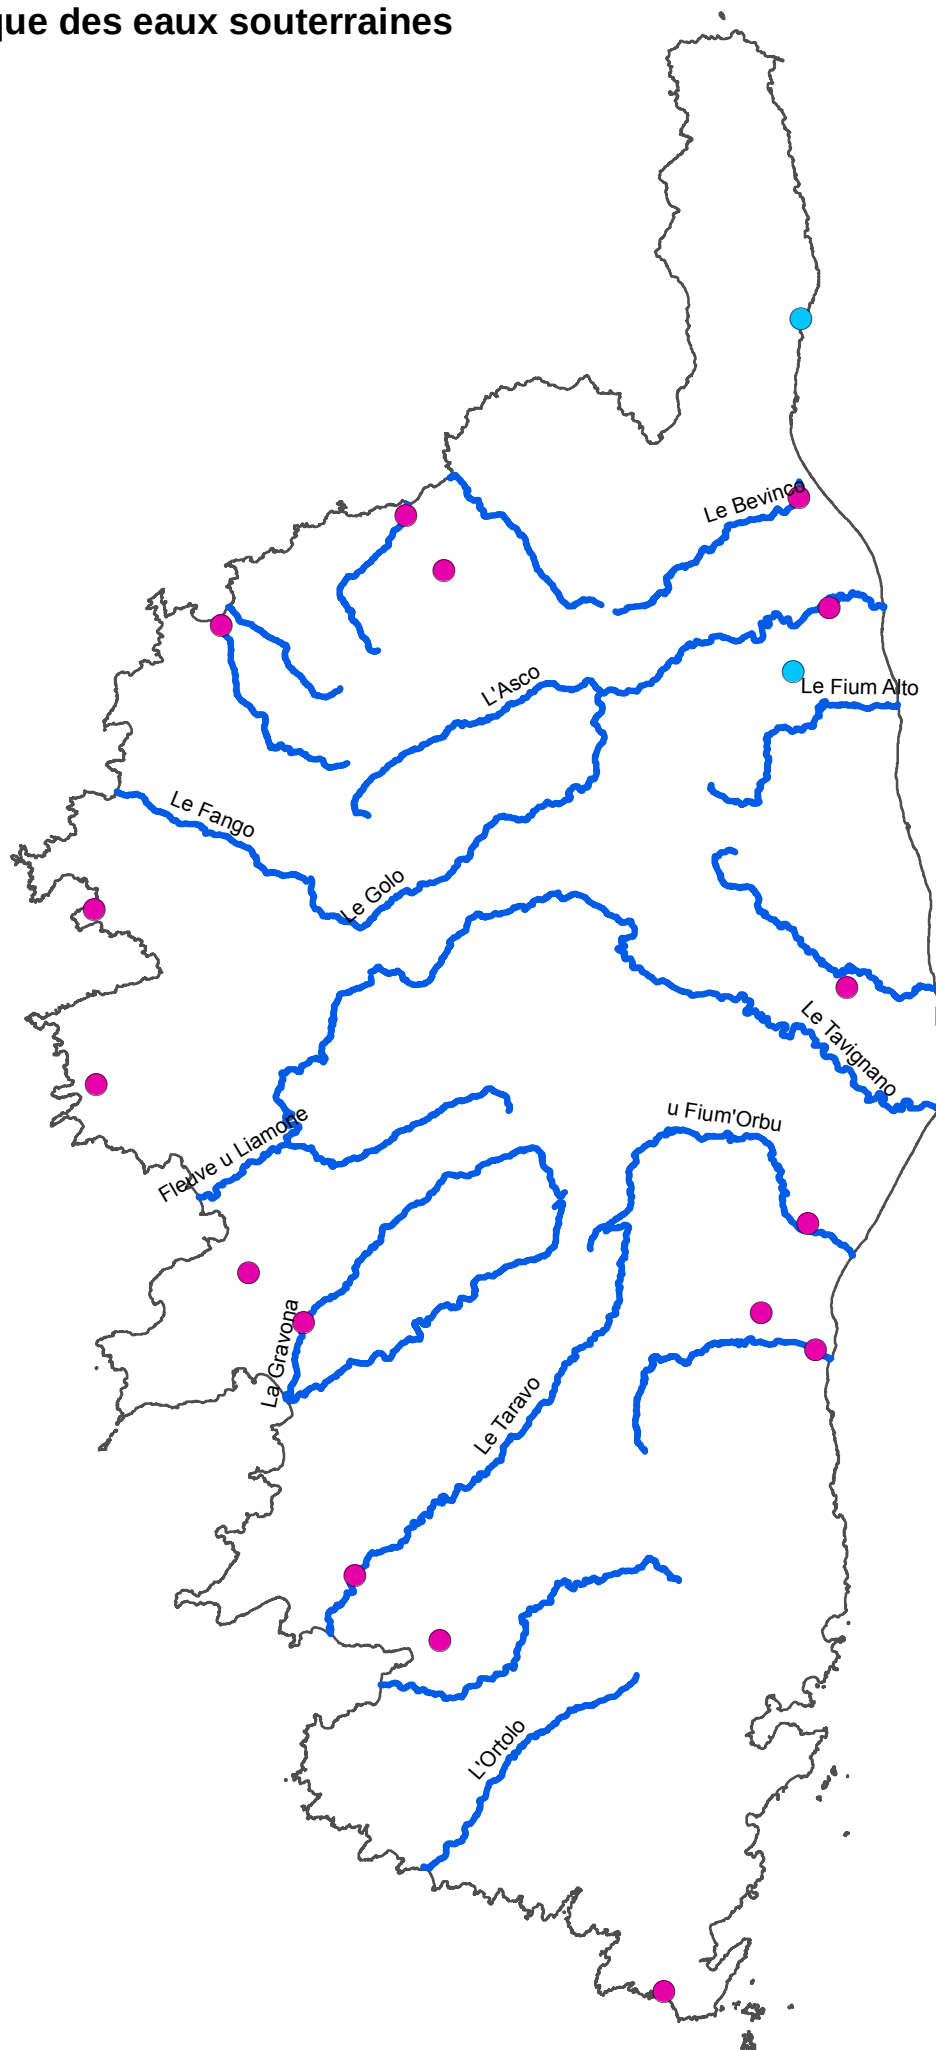 que des eaux souterraines
Le Bevinco
L'Asco
Le Fium Alto
Le Fango
Le Golo
Le Tavignano
u Fium'Orbu
Fleuve u Liamone
La Gravona
Le Taravo
L'Ortolo